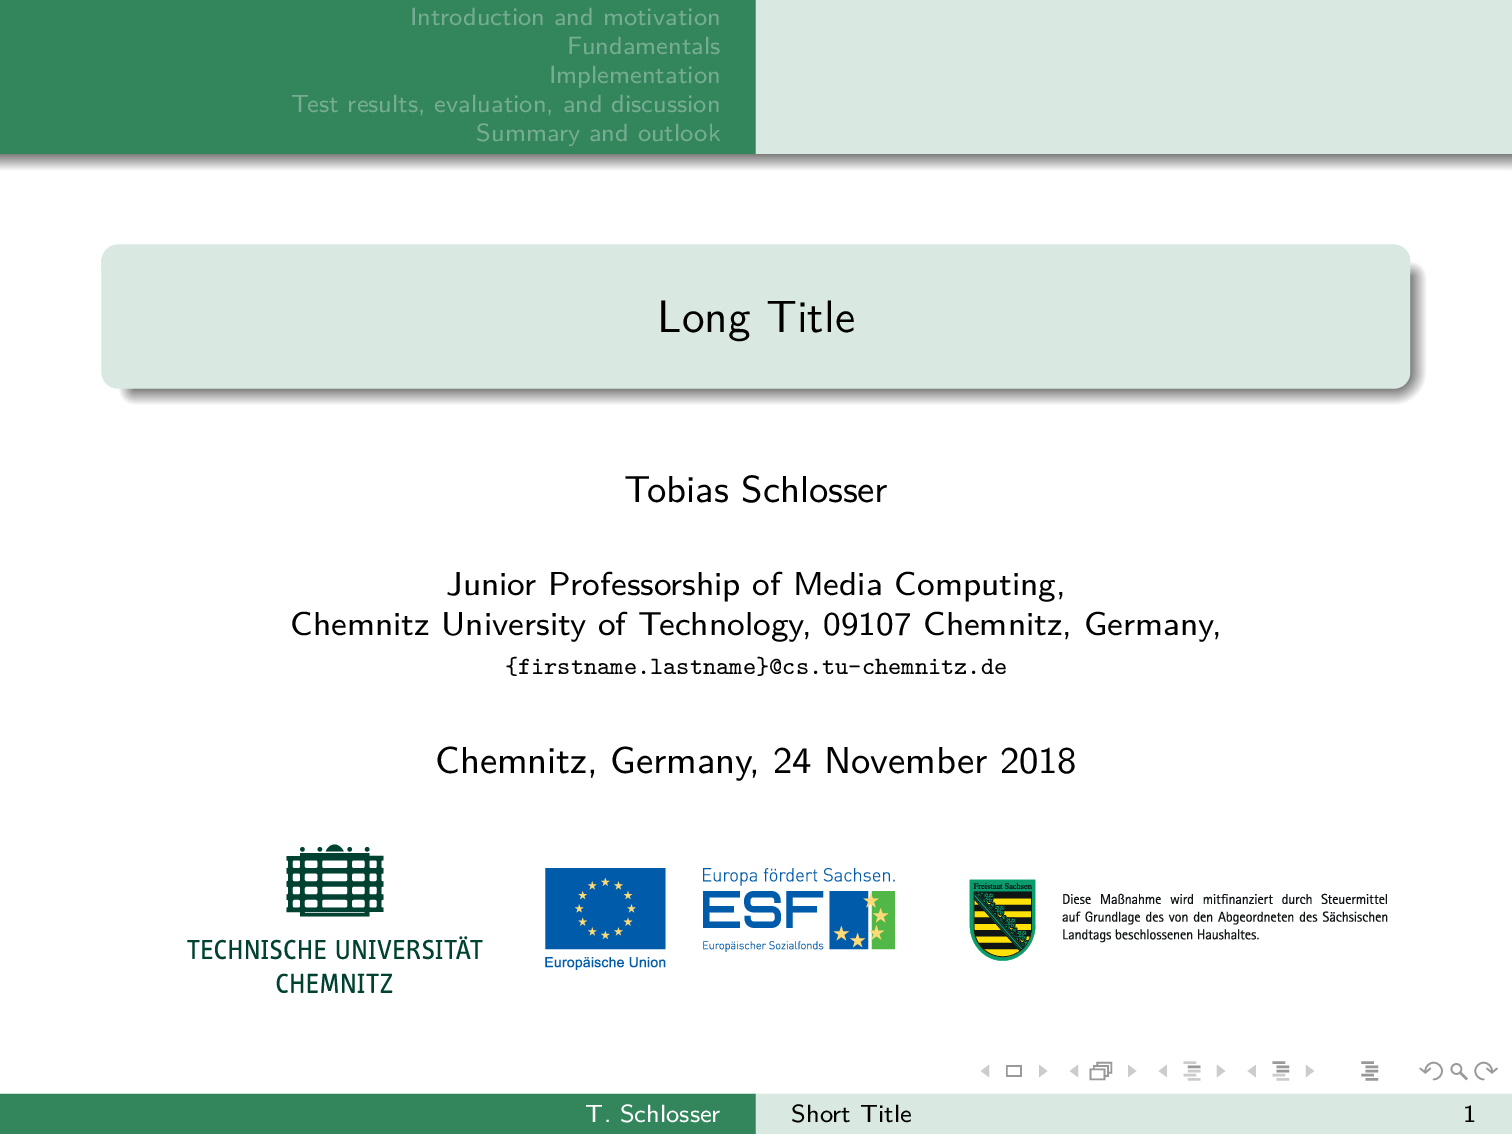 Introduction and motivation
Fundamentals
Implementation
Test results, evaluation, and discussion
Summary and outlook
Long Title
Tobias Schlosser
Junior Professorship of Media Computing,
Chemnitz University of Technology, 09107 Chemnitz, Germany,
{firstname.lastname}@cs.tu-chemnitz.de
Chemnitz, Germany, 24 November 2018
TECHNISCHE UNIVERSITÄT
CHEMNITZ
Europäische Union
Europa fördert Sachsen.
ESF
Europäischer Sozialfonds
Freistaat Sachsen
Diese Maßnahme wird mitfinanziert durch Steuermittel
auf Grundlage des von den Abgeordneten des Sächsischen
Landtags beschlossenen Haushaltes.
T. Schlosser
Short Title
1